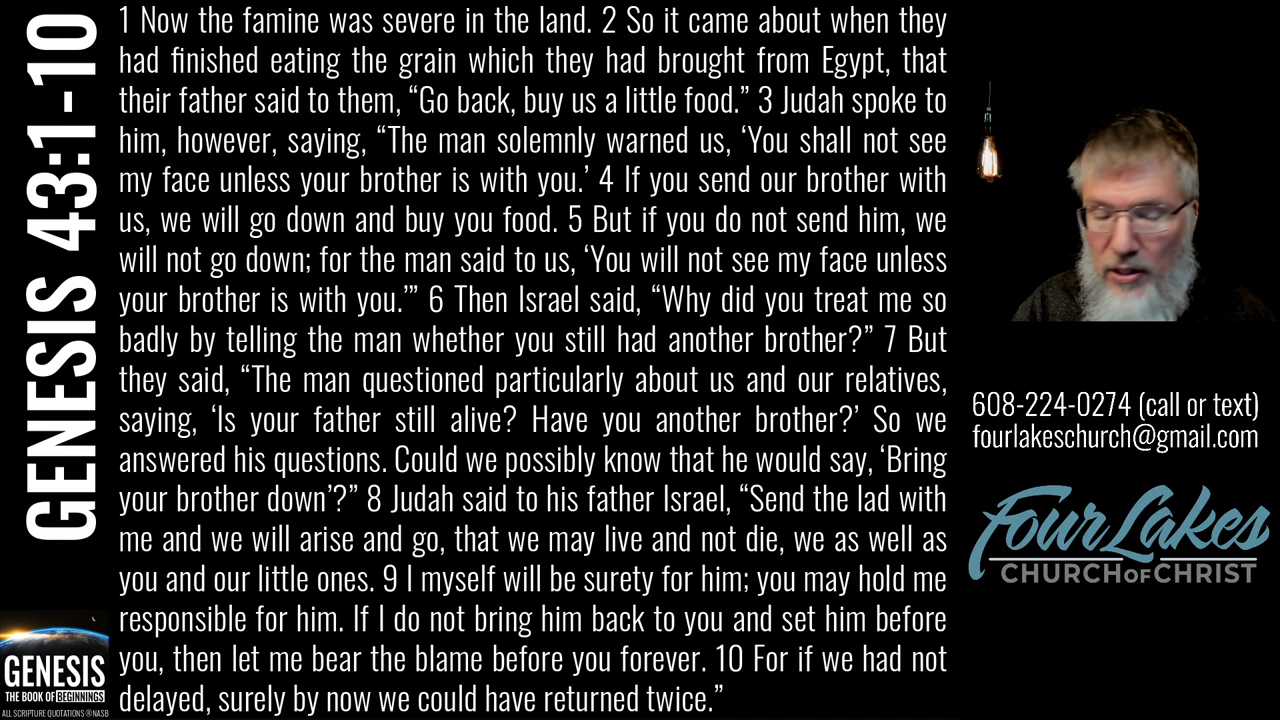 GENESIS 43:1-10
1 Now the famine was severe in the land. 2 So it came about when they
had finished eating the grain which they had brought from Egypt, that
their father said to them, “Go back, buy us a little food.” 3 Judah spoke to
him, however, saying, “The man solemnly warned us, ‘You shall not see
my face unless your brother is with you.’ 4 If you send our brother with
us, we will go down and buy you food. 5 But if you do not send him, we
will not go down; for the man said to us, ‘You will not see my face unless
your brother is with you.’” 6 Then Israel said, “Why did you treat me so
badly by telling the man whether you still had another brother?” 7 But
they said, “The man questioned particularly about us and our relatives,
saying, ‘Is your father still alive? Have you another brother?’ So we
answered his questions. Could we possibly know that he would say, ‘Bring
your brother down’?” 8 Judah said to his father Israel, “Send the lad with
me and we will arise and go, that we may live and not die, we as well as
you and our little ones. 9 I myself will be surety for him; you may hold me
responsible for him. If I do not bring him back to you and set him before
you, then let me bear the blame before you forever. 10 For if we had not
delayed, surely by now we could have returned twice.”
608-224-0274 (call or text)
fourlakeschurch@gmail.com
Four Lakes
CHURCH OF CHRIST
GENESIS
THE BOOK OF BEGINNINGS
ALL SCRIPTURE QUOTATIONS ® NASB